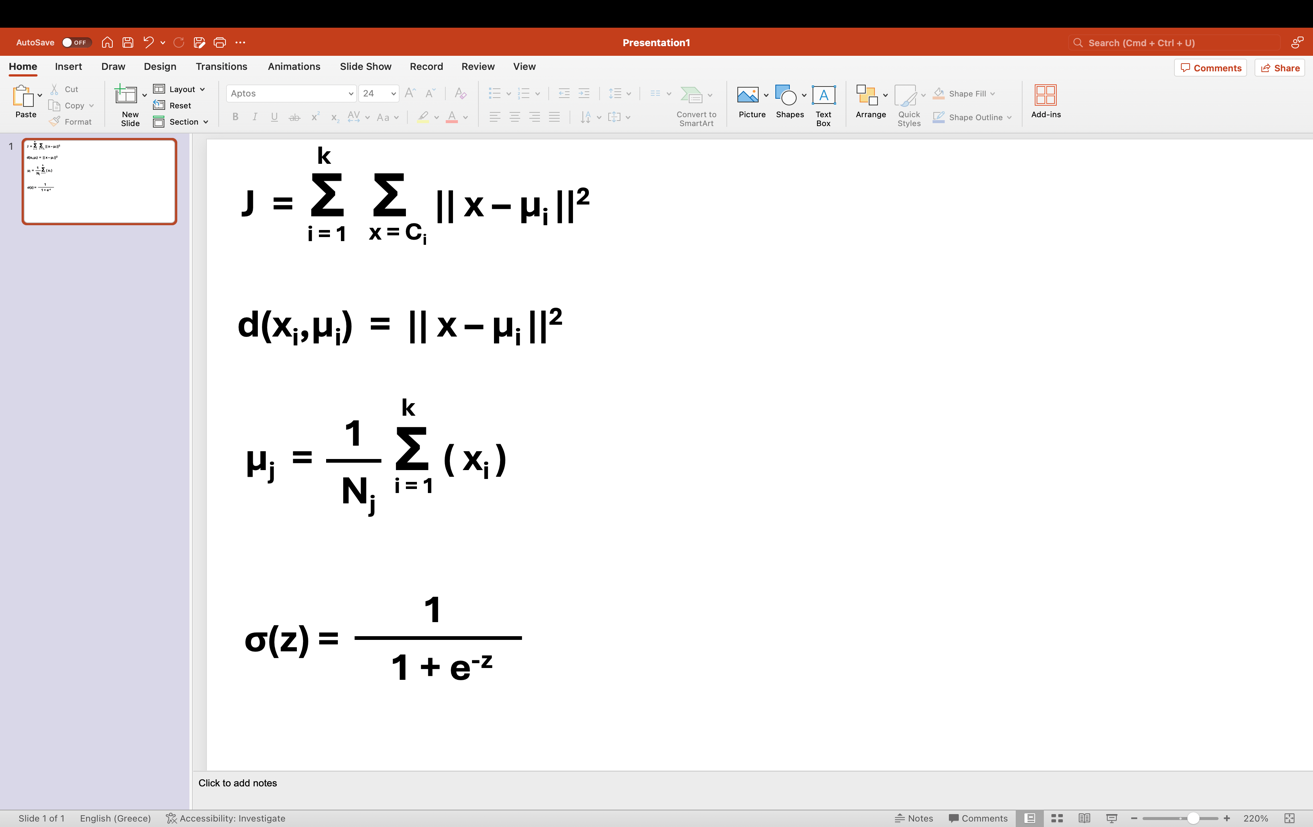 AutoSave OFF
Presentation1
Search (Cmd + Ctrl + U)
Home Insert Draw Design Transitions Animations Slide Show Record Review View
Comments Share
Paste
Cut
Copy
Format
New Slide
Layout
Reset
Section
Aptos 24
Convert to SmartArt
Picture
Shapes
Text Box
Arrange
Quick Styles
Shape Fill
Shape Outline
Add-ins
1
k
J = Σ Σ || x – μᵢ ||²
i = 1 x = Cᵢ
d(xᵢ,μᵢ) = || x – μᵢ ||²
k
μⱼ = 1 Σ ( xᵢ )
Nⱼ i = 1
1
σ(z) =
1 + e⁻ᶻ
Click to add notes
Slide 1 of 1 English (Greece) Accessibility: Investigate Notes Comments 220%